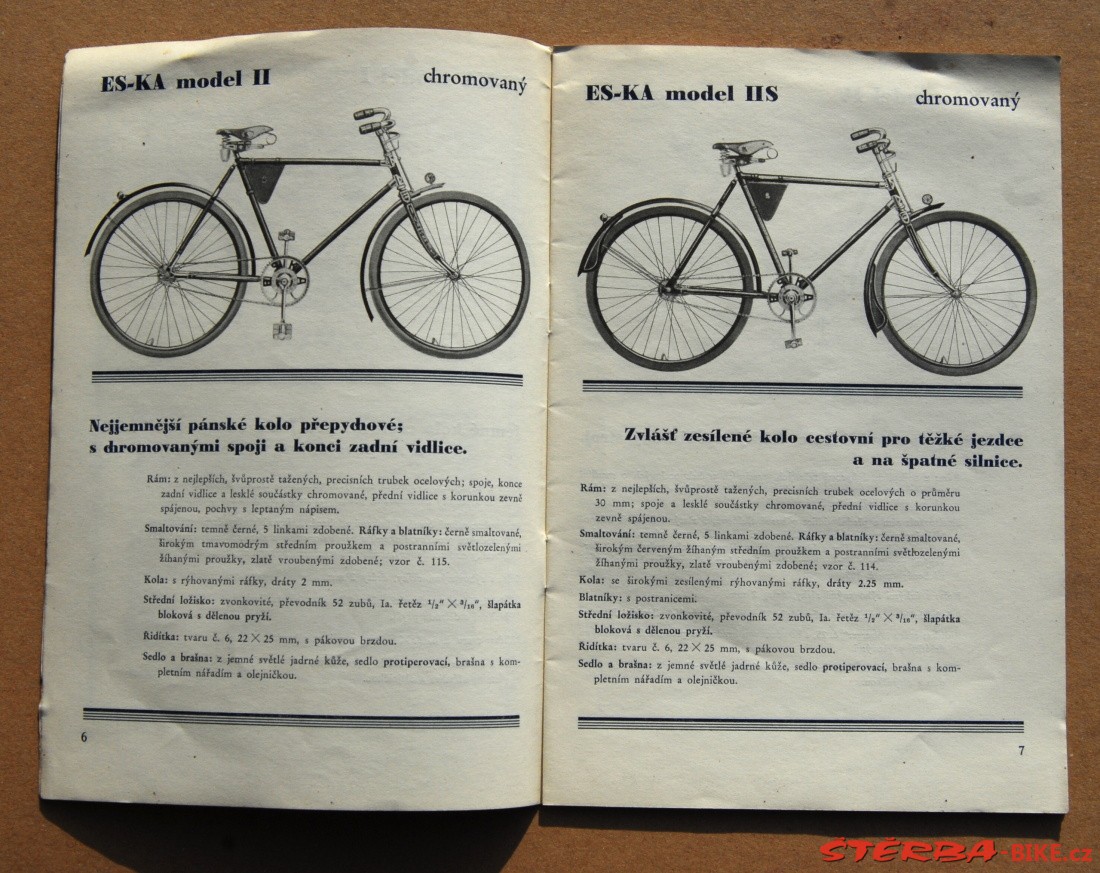 ES-KA model II
chromovaný
Nejjemnější pánské kolo přepychové;
s chromovanými spoji a konci zadní vidlice.
Rám: z nejlepších, švůprostě tažených, precisních trubek ocelových; spoje, konce
zadní vidlice a lesklé součástky chromované, přední vidlice s korunkou zevně
spájenou, pochvy s leptaným nápisem.
Smaltování: temně černé, 5 linkami zdobené. Ráfky a blatníky: černě smaltované,
širokým tmavomodrým středním proužkem a postranními světlozelenými
žíhanými proužky, zlatě vroubenými zdobené; vzor č. 115.
Kola: s rýhovanými ráfky, dráty 2 mm.
Střední ložisko: zvonkovité, převodník 52 zubů, Ia. řetěz 1/2" × 3/16", šlapátka
bloková s dělenou pryží.
Řidítka: tvaru č. 6, 22 × 25 mm, s pákovou brzdou.
Sedlo a brašna: z jemné světlé jadrné kůže, sedlo protiperovací, brašna s kom-
pletním nářadím a olejničkou.
6
ES-KA model IIS
chromovaný
Zvlášť zesílené kolo cestovní pro těžké jezdce
a na špatné silnice.
Rám: z nejlepších, švůprostě tažených, precisních trubek ocelových o průměru
30 mm; spoje a lesklé součástky chromované, přední vidlice s korunkou
zevně spájenou.
Smaltování: temně černé, 5 linkami zdobené. Ráfky a blatníky: černě smaltované,
širokým červeným žíhaným středním proužkem a postranními světlozelenými
žíhanými proužky, zlatě vroubenými zdobené; vzor č. 114.
Kola: se širokými zesílenými rýhovanými ráfky, dráty 2.25 mm.
Blatníky: s postranicemi.
Střední ložisko: zvonkovité, převodník 52 zubů, Ia. řetěz 1/2" × 3/16", šlapátka
bloková s dělenou pryží.
Řidítka: tvaru č. 6, 22 × 25 mm, s pákovou brzdou.
Sedlo a brašna: z jemné světlé jadrné kůže, sedlo protiperovací, brašna s kom-
pletním nářadím a olejničkou.
7
ŠTĚRBA-BIKE.cz